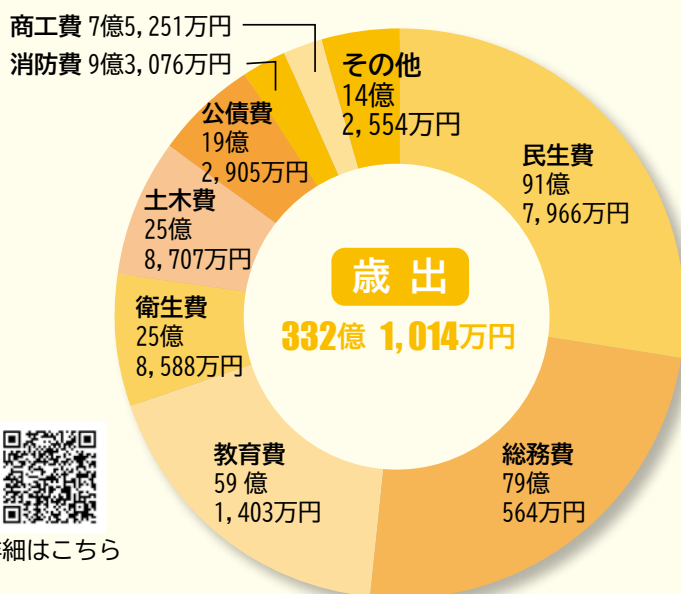 商工費 7億5,251万円
消防費 9億3,076万円
その他
14億
2,554万円
公債費
19億
2,905万円
民生費
91億
7,966万円
土木費
25億
8,707万円
歳出
332億 1,014万円
衛生費
25億
8,588万円
教育費
59億
1,403万円
総務費
79億
564万円
細はこちら